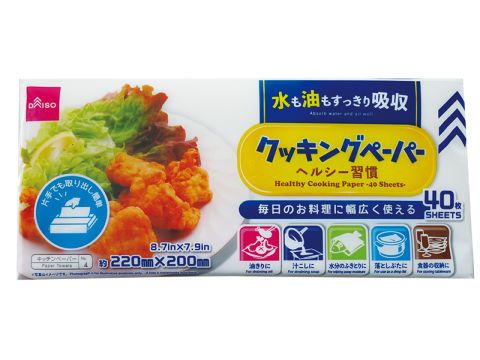 DAISO
水も油もすっきり吸収
Absorb water and oil well
クッキングペーパー
ヘルシー習慣
Healthy Cooking Paper -40 Sheets-
毎日のお料理に幅広く使える
40枚
SHEETS
片手でも取り出し簡単
キッチンペーパー
Paper Towels
No.
4
8.7in×7.9in
約220mm×200mm
油きりに
For draining oil
汁こしに
For straining soup
水分のふきとりに
For wiping away moisture
落としぶたに
For use as a drop lid
食器の収納に
For storing tableware